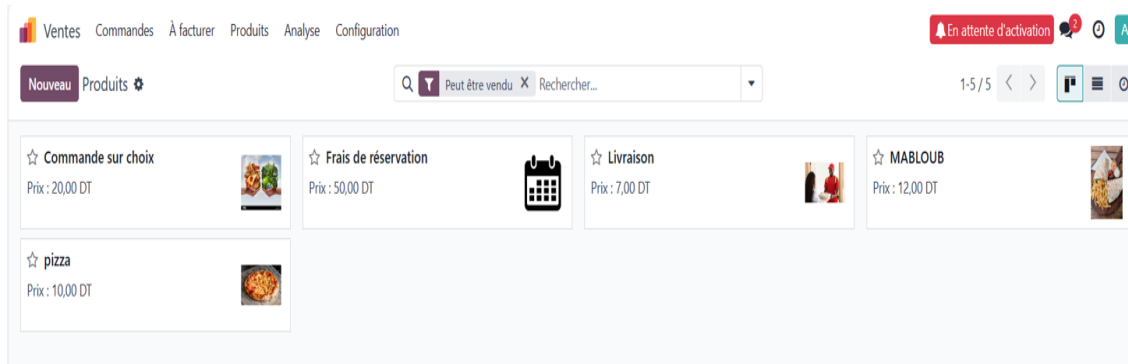 Ventes Commandes À facturer Produits Analyse Configuration En attente d'activation 2
Nouveau Produits Peut être vendu X Rechercher... 1-5 / 5
Commande sur choix
Prix : 20,00 DT
Frais de réservation
Prix : 50,00 DT
Livraison
Prix : 7,00 DT
MABLOUB
Prix : 12,00 DT
pizza
Prix : 10,00 DT